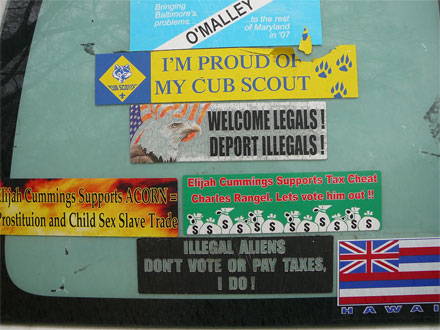 Bringing
Baltimore's
problems...
O'MALLEY
...to the rest
of Maryland
in '07
CUB SCOUTS
I'M PROUD OF
MY CUB SCOUT
WELCOME LEGALS!
DEPORT ILLEGALS!
Elijah Cummings Supports ACORN =
Prostituion and Child Sex Slave Trade
Elijah Cummings Supports Tax Cheat
Charles Rangel. Lets vote him out !!
$ $ $ $ $ $ $ $
ILLEGAL ALIENS
DON'T VOTE OR PAY TAXES,
I DO!
HAWAI